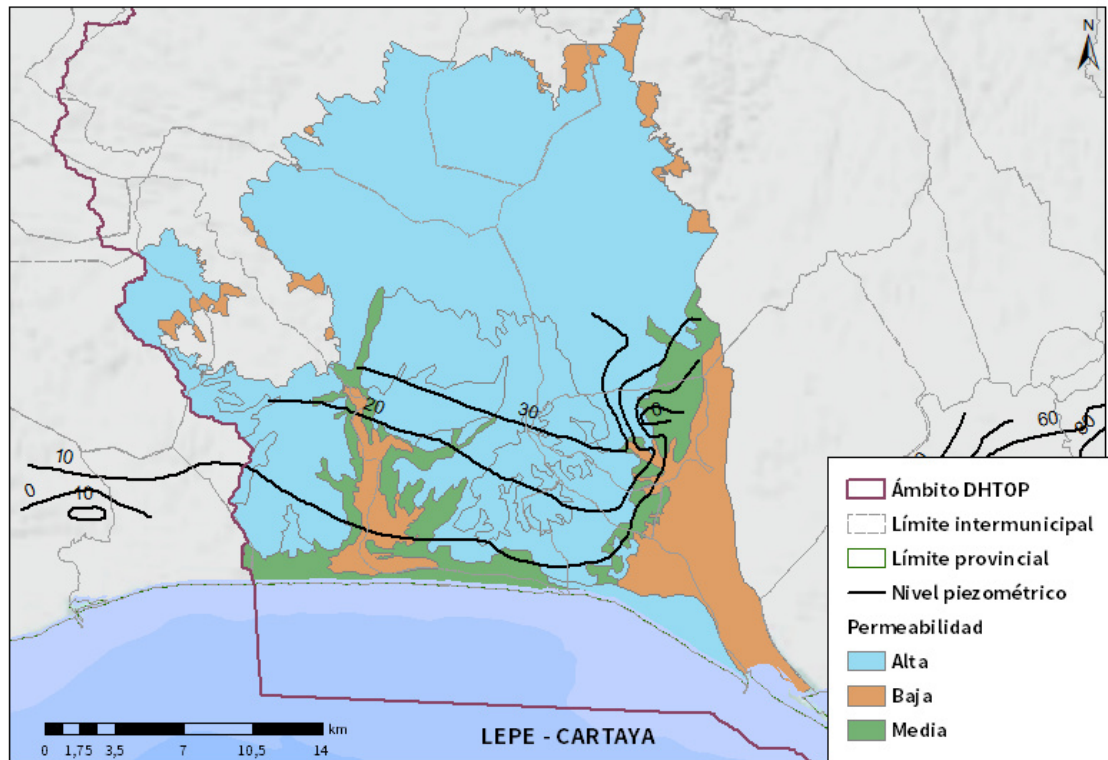 N
20
30
0
10
0
10
60
80
Ámbito DHTOP
Límite intermunicipal
Límite provincial
Nivel piezométrico
Permeabilidad
Alta
Baja
Media
km
0 1,75 3,5 7 10,5 14
LEPE - CARTAYA